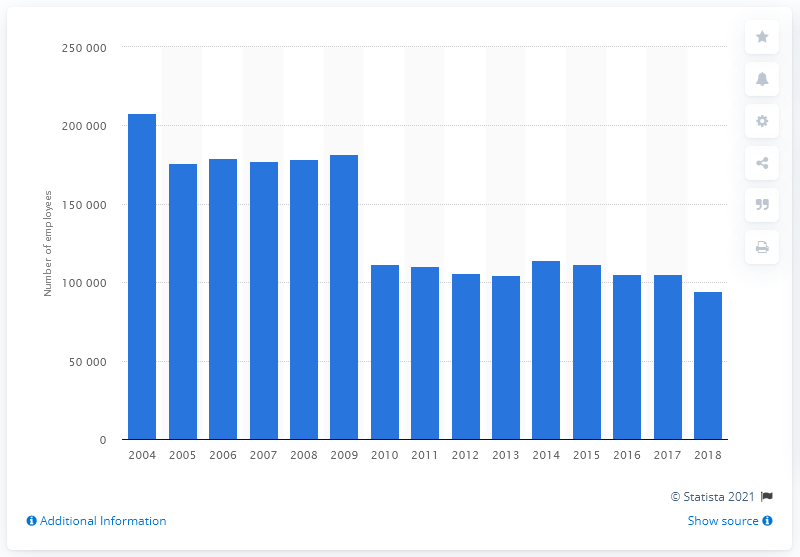 250 000
200 000
150 000
100 000
50 000
0
Number of employees
2004 2005 2006 2007 2008 2009 2010 2011 2012 2013 2014 2015 2016 2017 2018
© Statista 2021
Additional Information
Show source